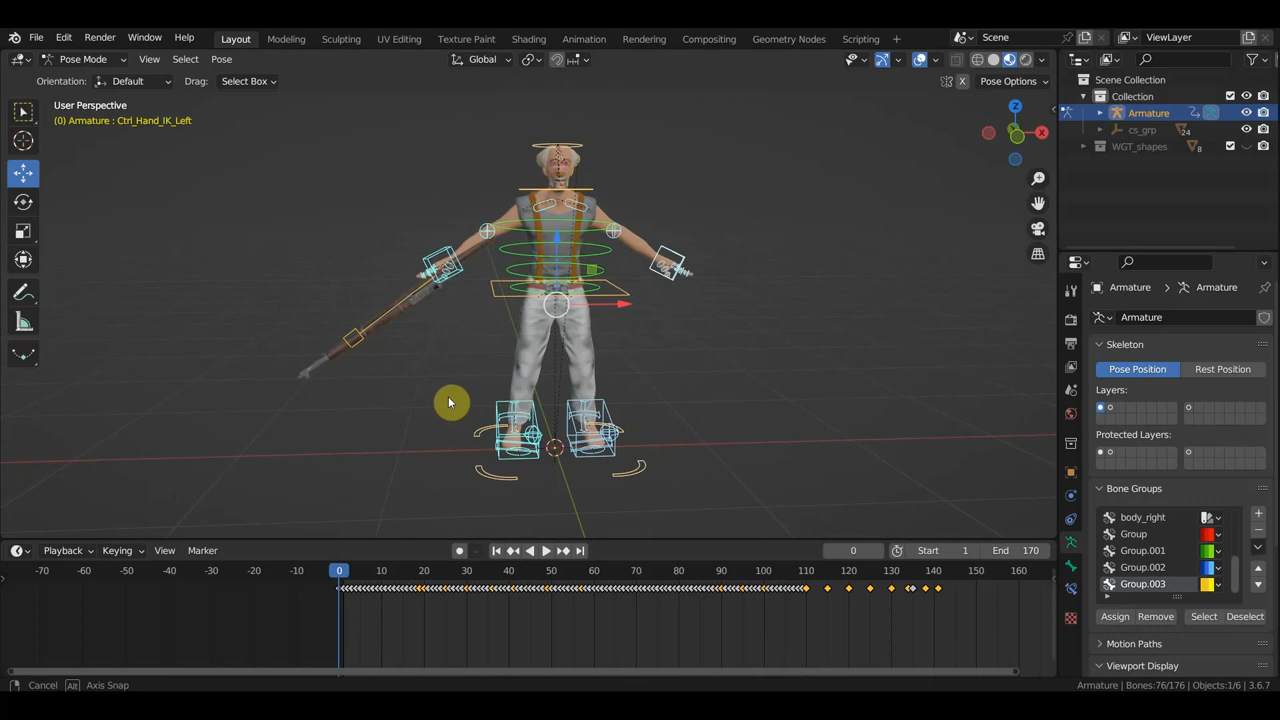 File Edit Render Window Help Layout Modeling Sculpting UV Editing Texture Paint Shading Animation Rendering Compositing Geometry Nodes Scripting + Scene ViewLayer
Pose Mode View Select Pose Global
Orientation: Default Drag: Select Box X Pose Options
Scene Collection
Collection
Armature
cs_grp 24
WGT_shapes 8
User Perspective
(0) Armature : Ctrl_Hand_IK_Left
Z
X
Armature > Armature
Armature
Skeleton
Pose Position Rest Position
Layers:
Protected Layers:
Bone Groups
body_right
Group
Group.001
Group.002
Group.003
Assign Remove Select Deselect
Motion Paths
Viewport Display
Playback Keying View Marker 0 Start 1 End 170
-70 -60 -50 -40 -30 -20 -10 0 10 20 30 40 50 60 70 80 90 100 110 120 130 140 150 160
Cancel Alt Axis Snap
Armature | Bones:76/176 | Objects:1/6 | 3.6.7